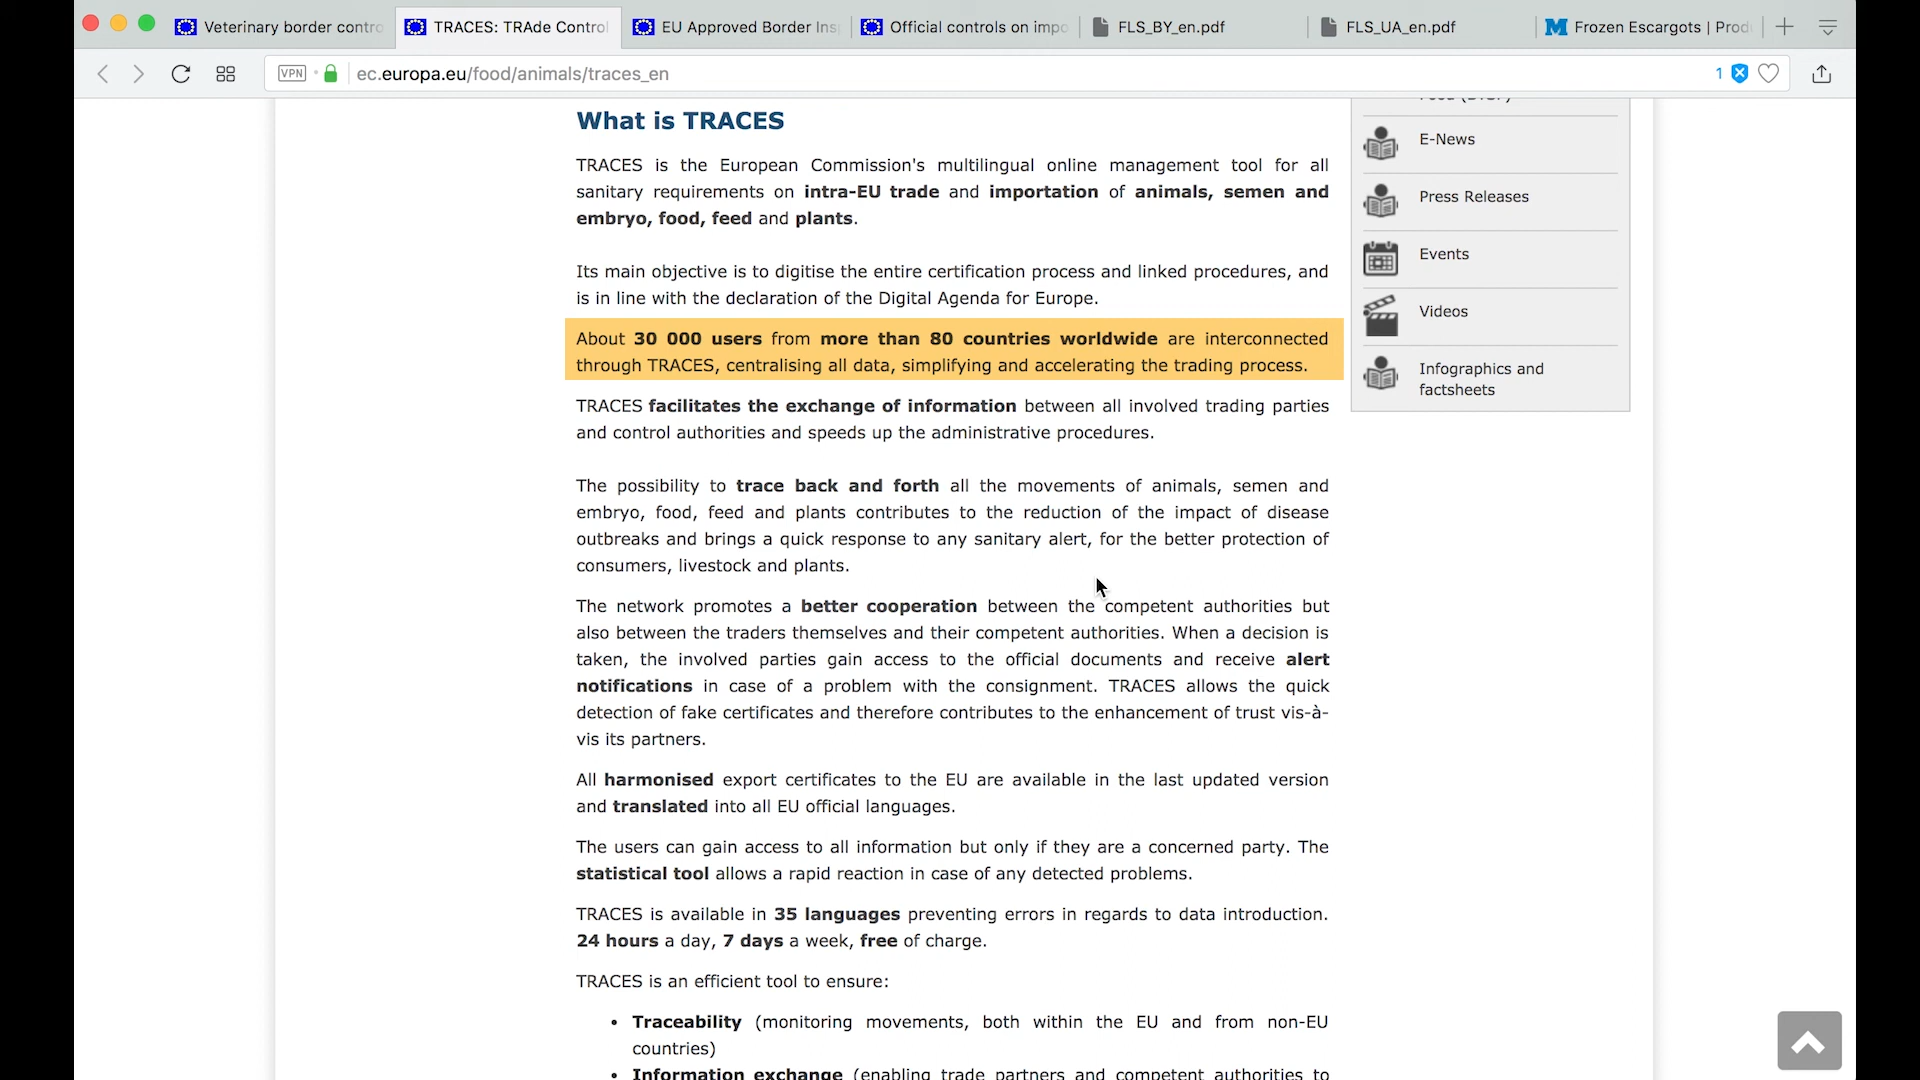 Veterinary border contro
TRACES: TRAde Control
EU Approved Border Ins
Official controls on impo
FLS_BY_en.pdf
FLS_UA_en.pdf
Frozen Escargots | Prod
VPN
ec.europa.eu/food/animals/traces_en
1
What is TRACES
TRACES is the European Commission's multilingual online management tool for all
sanitary requirements on intra-EU trade and importation of animals, semen and
embryo, food, feed and plants.
Its main objective is to digitise the entire certification process and linked procedures, and
is in line with the declaration of the Digital Agenda for Europe.
About 30 000 users from more than 80 countries worldwide are interconnected
through TRACES, centralising all data, simplifying and accelerating the trading process.
TRACES facilitates the exchange of information between all involved trading parties
and control authorities and speeds up the administrative procedures.
The possibility to trace back and forth all the movements of animals, semen and
embryo, food, feed and plants contributes to the reduction of the impact of disease
outbreaks and brings a quick response to any sanitary alert, for the better protection of
consumers, livestock and plants.
The network promotes a better cooperation between the competent authorities but
also between the traders themselves and their competent authorities. When a decision is
taken, the involved parties gain access to the official documents and receive alert
notifications in case of a problem with the consignment. TRACES allows the quick
detection of fake certificates and therefore contributes to the enhancement of trust vis-à-
vis its partners.
All harmonised export certificates to the EU are available in the last updated version
and translated into all EU official languages.
The users can gain access to all information but only if they are a concerned party. The
statistical tool allows a rapid reaction in case of any detected problems.
TRACES is available in 35 languages preventing errors in regards to data introduction.
24 hours a day, 7 days a week, free of charge.
TRACES is an efficient tool to ensure:
• Traceability (monitoring movements, both within the EU and from non-EU
countries)
• Information exchange (enabling trade partners and competent authorities to
E-News
Press Releases
Events
Videos
Infographics and
factsheets